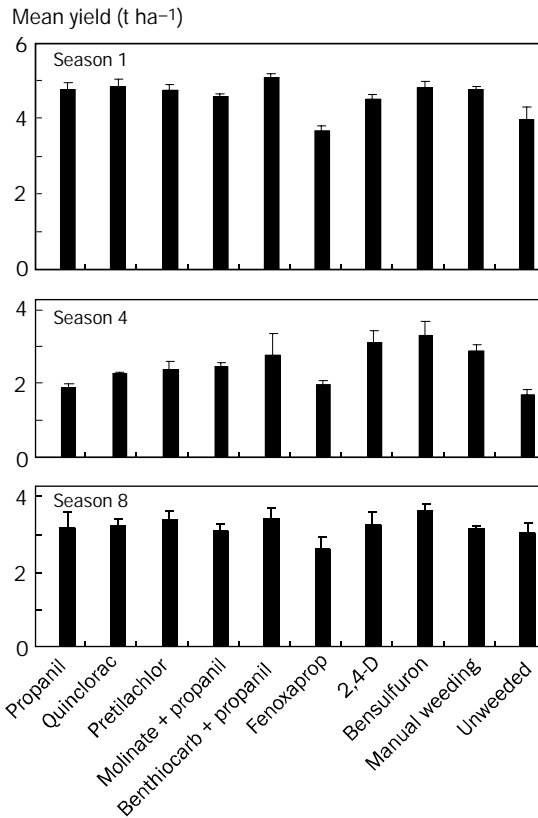 Mean yield (t ha–1)
6
Season 1
4
2
0
4
Season 4
2
0
4
Season 8
2
0
Propanil
Quinclorac
Pretilachlor
Molinate + propanil
Benthiocarb + propanil
Fenoxaprop
2,4-D
Bensulfuron
Manual weeding
Unweeded